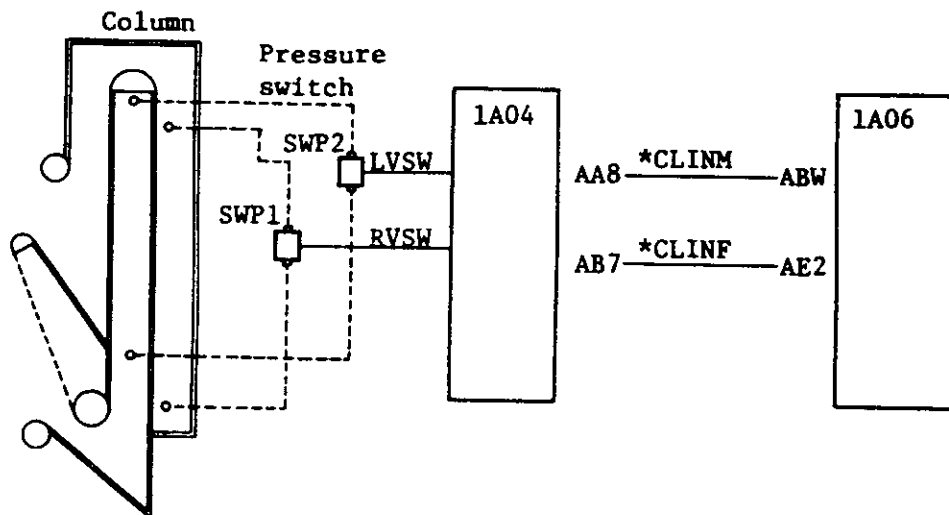 Column
Pressure
switch
1A04
1A06
SWP2
LVSW
AA8
*CLINM
ABW
SWP1
RVSW
AB7
*CLINF
AE2